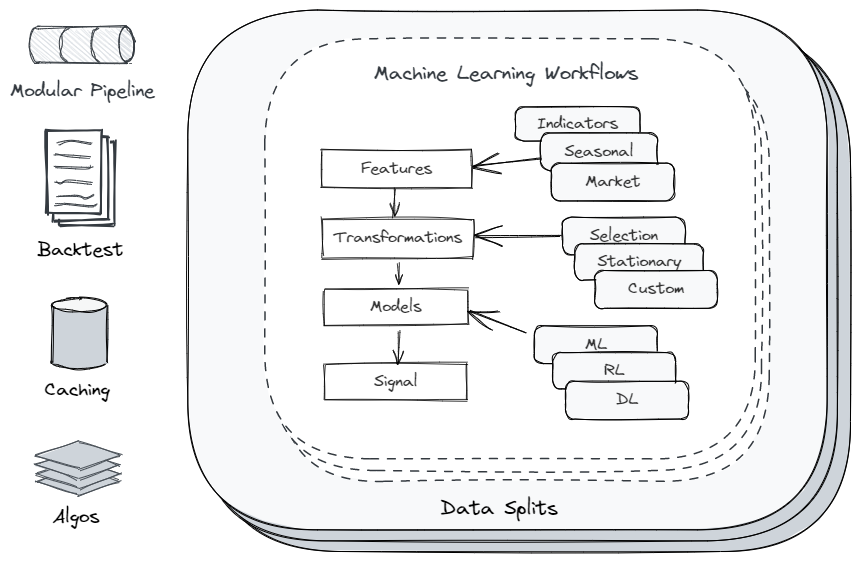 Modular Pipeline
Backtest
Caching
Algos
Machine Learning Workflows
Features
Transformations
Models
Signal
Indicators
Seasonal
Market
Selection
Stationary
Custom
ML
RL
DL
Data Splits